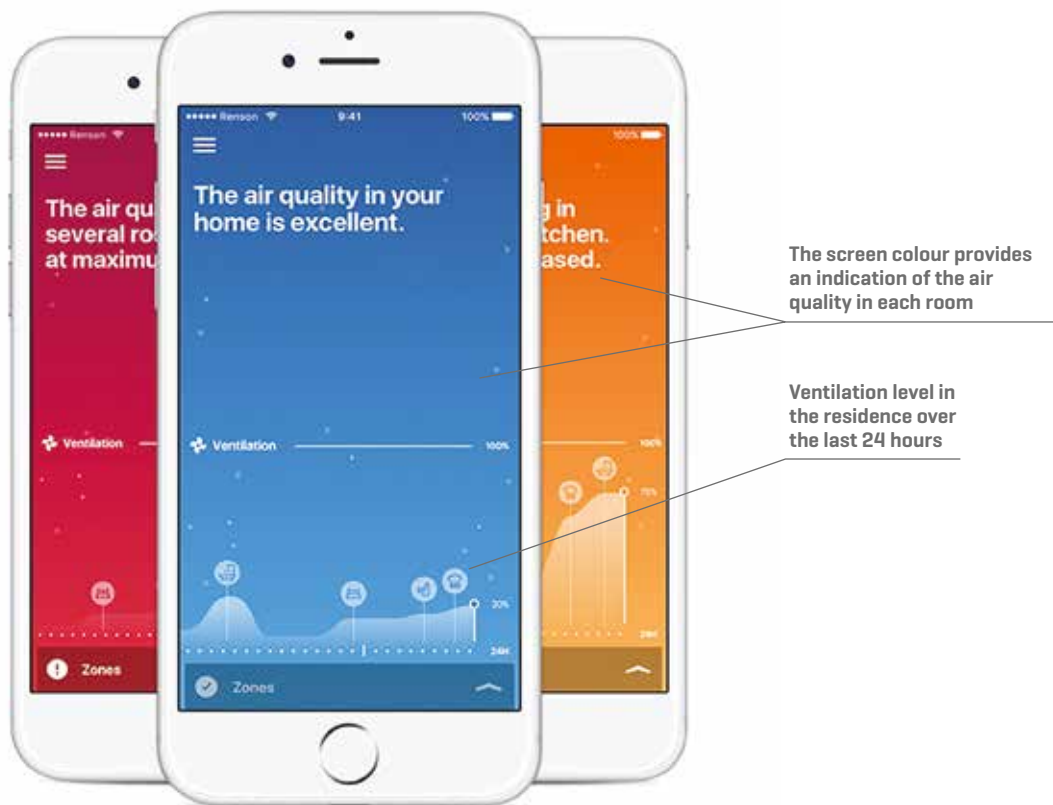 Renson
9:41
100%
The air quality in your
home is excellent.
Ventilation
100%
20%
24H
Zones
Renson
The air qu
several ro
at maximu
Ventilation
Zones
100%
g in
tchen.
ased.
100%
75%
24H
The screen colour provides
an indication of the air
quality in each room
Ventilation level in
the residence over
the last 24 hours